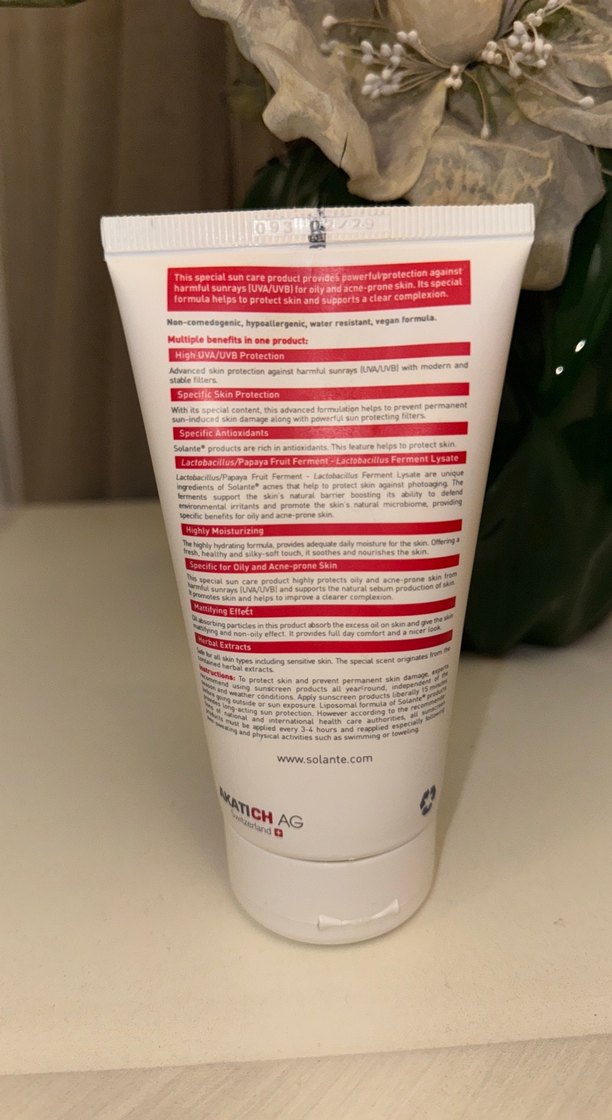 This special sun care product provides powerful protection against
harmful sunrays (UVA/UVB) for oily and acne-prone skin. Its special
formula helps to protect skin and supports a clear complexion.
Non-comedogenic, hypoallergenic, water resistant, vegan formula.
Multiple benefits in one product:
High UVA/UVB Protection
Advanced skin protection against harmful sunrays (UVA/UVB) with modern and
stable filters.
Specific Skin Protection
With its special content, this advanced formulation helps to prevent permanent
sun-induced skin damage along with powerful sun protecting filters.
Specific Antioxidants
Solante® products are rich in antioxidants. This feature helps to protect skin.
Lactobacillus/Papaya Fruit Ferment - Lactobacillus Ferment Lysate
Lactobacillus/Papaya Fruit Ferment - Lactobacillus Ferment Lysate are unique
ingredients of Solante® acnes that help to protect skin against photoaging. The
ferments support the skin's natural barrier boosting its ability to defend
environmental irritants and promote the skin's natural microbiome, providing
specific benefits for oily and acne-prone skin.
Highly Moisturizing
The highly hydrating formula, provides adequate daily moisture for the skin. Offering a
fresh, healthy and silky-soft touch, it soothes and nourishes the skin.
Specific for Oily and Acne-prone Skin
This special sun care product highly protects oily and acne-prone skin from
harmful sunrays (UVA/UVB) and supports the natural sebum production of skin.
It promotes skin and helps to improve a clearer complexion.
Mattifying Effect
Oil absorbing particles in this product absorb the excess oil on skin and give the skin
mattifying and non-oily effect. It provides full day comfort and a nicer look.
Herbal Extracts
Safe for all skin types including sensitive skin. The special scent originates from the
contained herbal extracts.
Instructions: To protect skin and prevent permanent skin damage, experts
recommend using sunscreen products all year-round, independent of the
season and weather conditions. Apply sunscreen products liberally 15 minutes
before going outside or sun exposure. Liposomal formula of Solante® products
provides long-acting sun protection. However according to the
of national and international health care authorities, all sunscreen
products must be applied every 3-4 hours and reapplied especially following
sweating and physical activities such as swimming or toweling.
www.solante.com
AKATICH AG
Switzerland